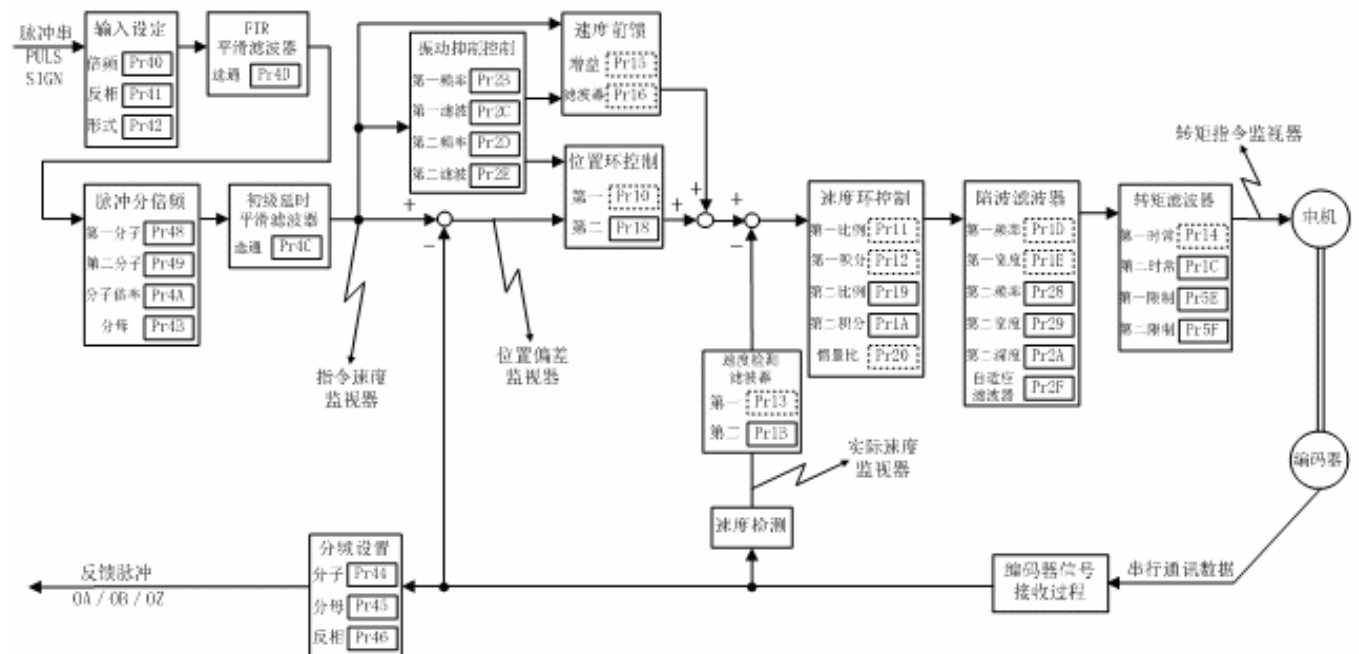 脉冲串
PULS
SIGN
输入设定
倍频 Pr40
反相 Pr41
形式 Pr42
FIR
平滑滤波器
选通 Pr4D
振动抑制控制
第一频率 Pr2B
第一滤波 Pr2C
第二频率 Pr2D
第二滤波 Pr2E
速度前馈
增益 Pr15
滤波器 Pr16
脉冲分倍频
第一分子 Pr48
第二分子 Pr49
分子倍率 Pr4A
分母 Pr4B
初级延时
平滑滤波器
选通 Pr4C
+
−
位置环控制
第一 Pr10
第二 Pr18
+
+
+
−
速度环控制
第一比例 Pr11
第一积分 Pr12
第二比例 Pr19
第二积分 Pr1A
惯量比 Pr20
陷波滤波器
第一频率 Pr1D
第一宽度 Pr1E
第二频率 Pr28
第二宽度 Pr29
第二深度 Pr2A
自适应
滤波器 Pr2F
转矩滤波器
第一时常 Pr14
第二时常 Pr1C
第一限制 Pr5E
第二限制 Pr5F
转矩指令监视器
电机
指令速度
监视器
位置偏差
监视器
速度检测
滤波器
第一 Pr13
第二 Pr1B
实际速度
监视器
编码器
速度检测
分频设置
分子 Pr44
分母 Pr45
反相 Pr46
反馈脉冲
OA / OB / OZ
编码器信号
接收过程
串行通讯数据